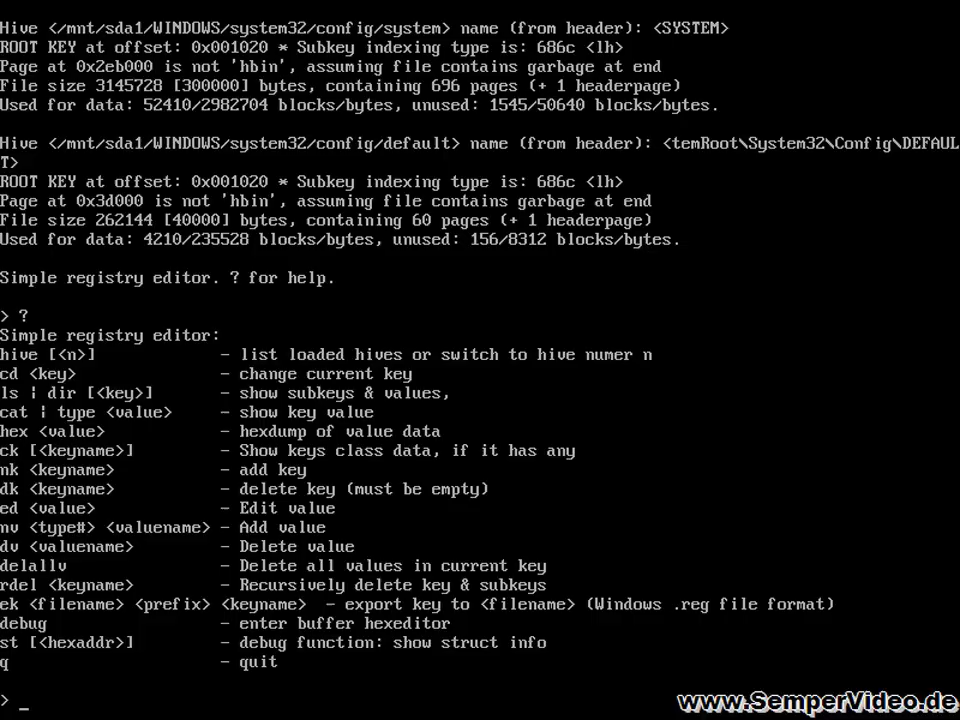 Hive </mnt/sda1/WINDOWS/system32/config/system> name (from header): <SYSTEM>
ROOT KEY at offset: 0x001020 * Subkey indexing type is: 686c <lh>
Page at 0x2eb000 is not 'hbin', assuming file contains garbage at end
File size 3145728 [300000] bytes, containing 696 pages (+ 1 headerpage)
Used for data: 52410/2982704 blocks/bytes, unused: 1545/50640 blocks/bytes.
Hive </mnt/sda1/WINDOWS/system32/config/default> name (from header): <temRoot\System32\Config\DEFAUL
T>
ROOT KEY at offset: 0x001020 * Subkey indexing type is: 686c <lh>
Page at 0x3d000 is not 'hbin', assuming file contains garbage at end
File size 262144 [40000] bytes, containing 60 pages (+ 1 headerpage)
Used for data: 4210/235528 blocks/bytes, unused: 156/8312 blocks/bytes.
Simple registry editor. ? for help.
> ?
Simple registry editor:
hive [<n>] - list loaded hives or switch to hive numer n
cd <key> - change current key
ls | dir [<key>] - show subkeys & values,
cat | type <value> - show key value
hex <value> - hexdump of value data
ck [<keyname>] - Show keys class data, if it has any
nk <keyname> - add key
dk <keyname> - delete key (must be empty)
ed <value> - Edit value
nv <type#> <valuename> - Add value
dv <valuename> - Delete value
delallv - Delete all values in current key
rdel <keyname> - Recursively delete key & subkeys
ek <filename> <prefix> <keyname> - export key to <filename> (Windows .reg file format)
debug - enter buffer hexeditor
st [<hexaddr>] - debug function: show struct info
q - quit
> _
www.SemperVideo.de